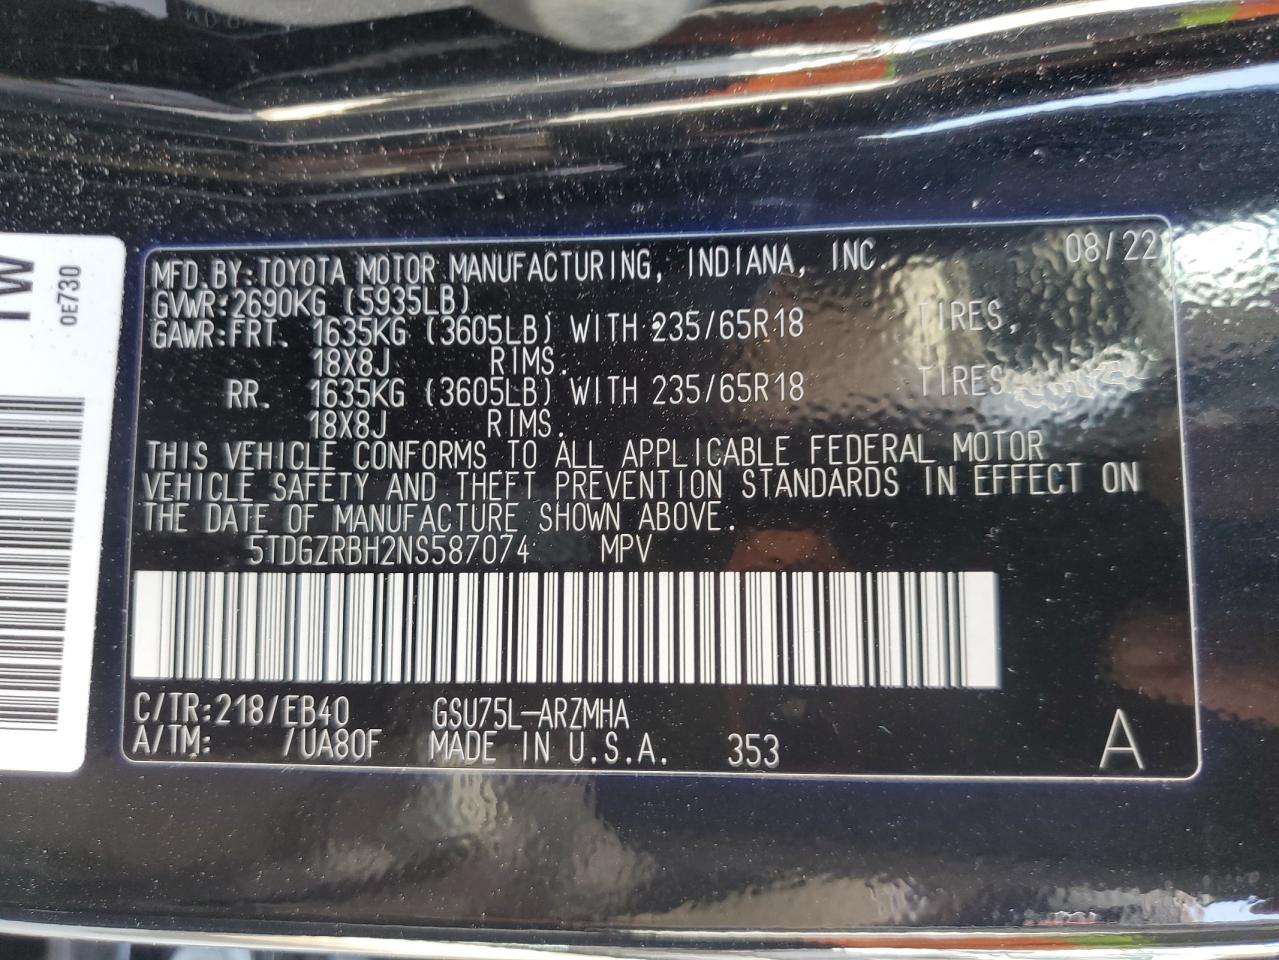 TW
0E730
MFD.BY:TOYOTA MOTOR MANUFACTURING, INDIANA, INC. 08/22
GVWR:2690KG (5935LB)
GAWR:FRT. 1635KG (3605LB) WITH 235/65R18 TIRES,
18X8J RIMS.
RR. 1635KG (3605LB) WITH 235/65R18 TIRES,
18X8J RIMS.
THIS VEHICLE CONFORMS TO ALL APPLICABLE FEDERAL MOTOR
VEHICLE SAFETY AND THEFT PREVENTION STANDARDS IN EFFECT ON
THE DATE OF MANUFACTURE SHOWN ABOVE.
5TDGZRBH2NS587074 MPV
C/TR:218/EB40 GSU75L-ARZMHA
A/TM: /UA80F MADE IN U.S.A. 353 A